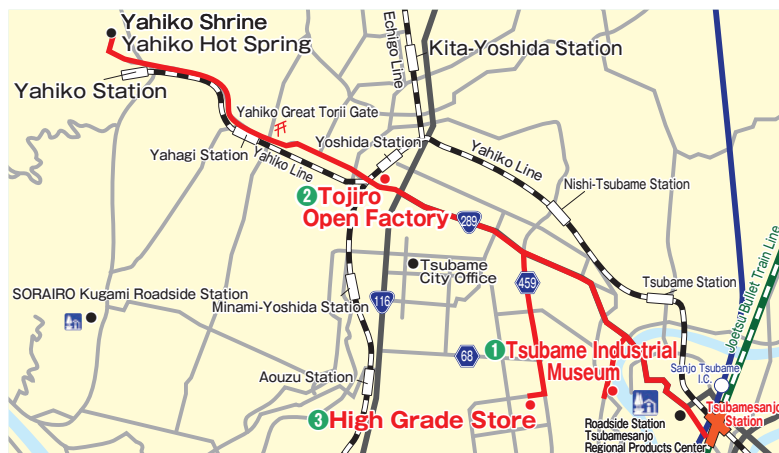 Yahiko Shrine
Yahiko Hot Spring
Echigo Line
Kita-Yoshida Station
Yahiko Station
Yahiko Great Torii Gate
Yoshida Station
Yahagi Station
Yahiko Line
Yahiko Line
Nishi-Tsubame Station
2 Tojiro
Open Factory
289
Tsubame
City Office
459
Tsubame Station
SORAIRO Kugami Roadside Station
Minami-Yoshida Station
116
Joetsu Bullet Train Line
68
1 Tsubame Industrial
Museum
Sanjo Tsubame
I.C.
Aouzu Station
3 High Grade Store
Roadside Station
Tsubamesanjo
Regional Products Center
Tsubamesanjo
Station